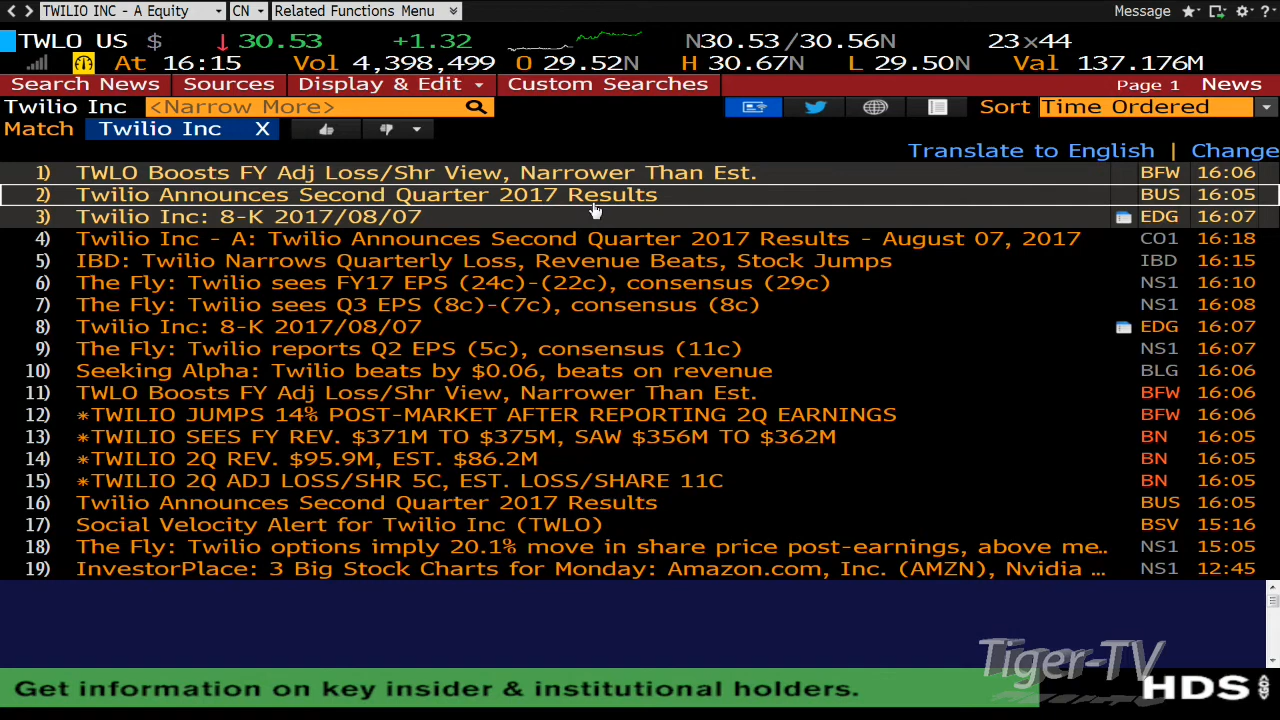 TWILIO INC - A Equity CN Related Functions Menu Message ?
TWLO US $ ↓ 30.53 +1.32 N30.53/30.56N 23×44
At 16:15 Vol 4,398,499 O 29.52N H 30.67N L 29.50N Val 137.176M
Search News Sources Display & Edit Custom Searches Page 1 News
Twilio Inc <Narrow More> Sort Time Ordered
Match Twilio Inc X
Translate to English | Change
1) TWLO Boosts FY Adj Loss/Shr View, Narrower Than Est. BFW 16:06
2) Twilio Announces Second Quarter 2017 Results BUS 16:05
3) Twilio Inc: 8-K 2017/08/07 EDG 16:07
4) Twilio Inc - A: Twilio Announces Second Quarter 2017 Results - August 07, 2017 CO1 16:18
5) IBD: Twilio Narrows Quarterly Loss, Revenue Beats, Stock Jumps IBD 16:15
6) The Fly: Twilio sees FY17 EPS (24c)-(22c), consensus (29c) NS1 16:10
7) The Fly: Twilio sees Q3 EPS (8c)-(7c), consensus (8c) NS1 16:08
8) Twilio Inc: 8-K 2017/08/07 EDG 16:07
9) The Fly: Twilio reports Q2 EPS (5c), consensus (11c) NS1 16:07
10) Seeking Alpha: Twilio beats by $0.06, beats on revenue BLG 16:06
11) TWLO Boosts FY Adj Loss/Shr View, Narrower Than Est. BFW 16:06
12) *TWILIO JUMPS 14% POST-MARKET AFTER REPORTING 2Q EARNINGS BFW 16:06
13) *TWILIO SEES FY REV. $371M TO $375M, SAW $356M TO $362M BN 16:05
14) *TWILIO 2Q REV. $95.9M, EST. $86.2M BN 16:05
15) *TWILIO 2Q ADJ LOSS/SHR 5C, EST. LOSS/SHARE 11C BN 16:05
16) Twilio Announces Second Quarter 2017 Results BUS 16:05
17) Social Velocity Alert for Twilio Inc (TWLO) BSV 15:16
18) The Fly: Twilio options imply 20.1% move in share price post-earnings, above me… NS1 15:05
19) InvestorPlace: 3 Big Stock Charts for Monday: Amazon.com, Inc. (AMZN), Nvidia … NS1 12:45
Tiger-TV
Get information on key insider & institutional holders. HDS